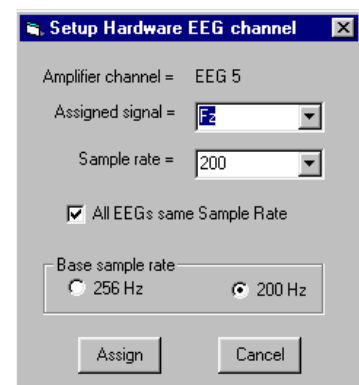 Setup Hardware EEG channel
Amplifier channel = EEG 5
Assigned signal = Fz
Sample rate = 200
All EEGs same Sample Rate
Base sample rate
256 Hz 200 Hz
Assign Cancel